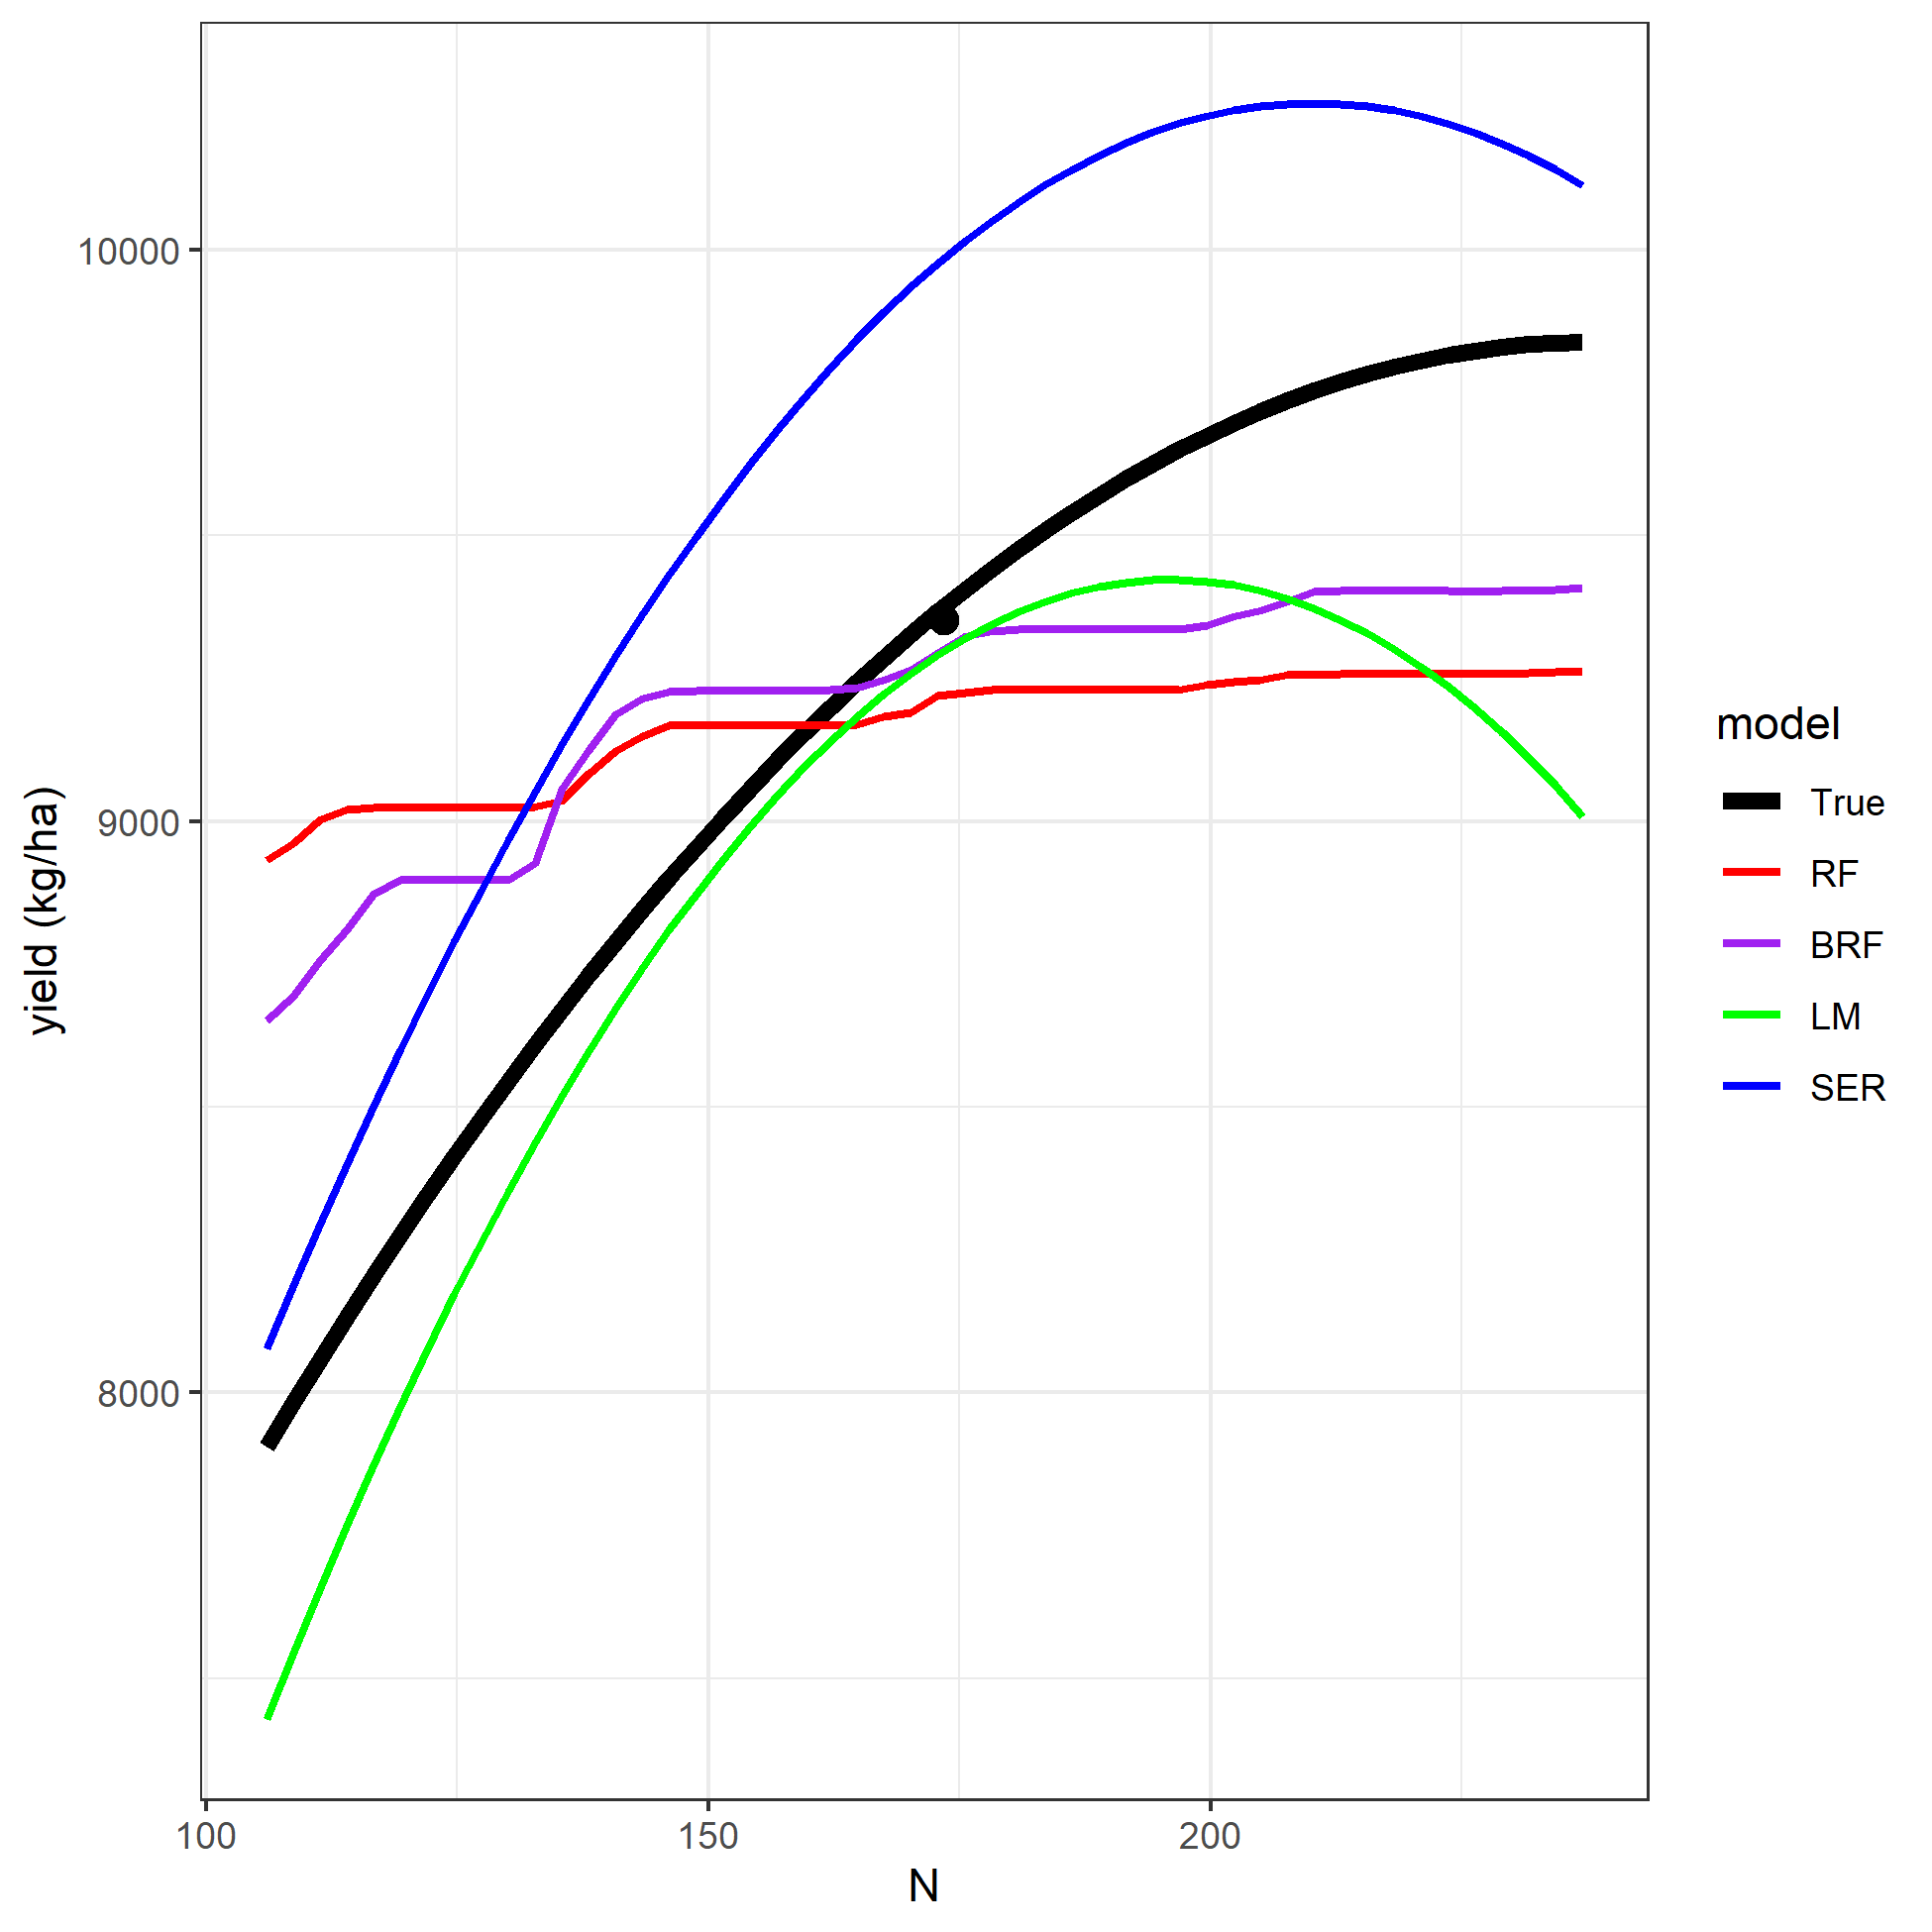 yield (kg/ha)
10000
9000
8000
100
150
200
N
model
True
RF
BRF
LM
SER